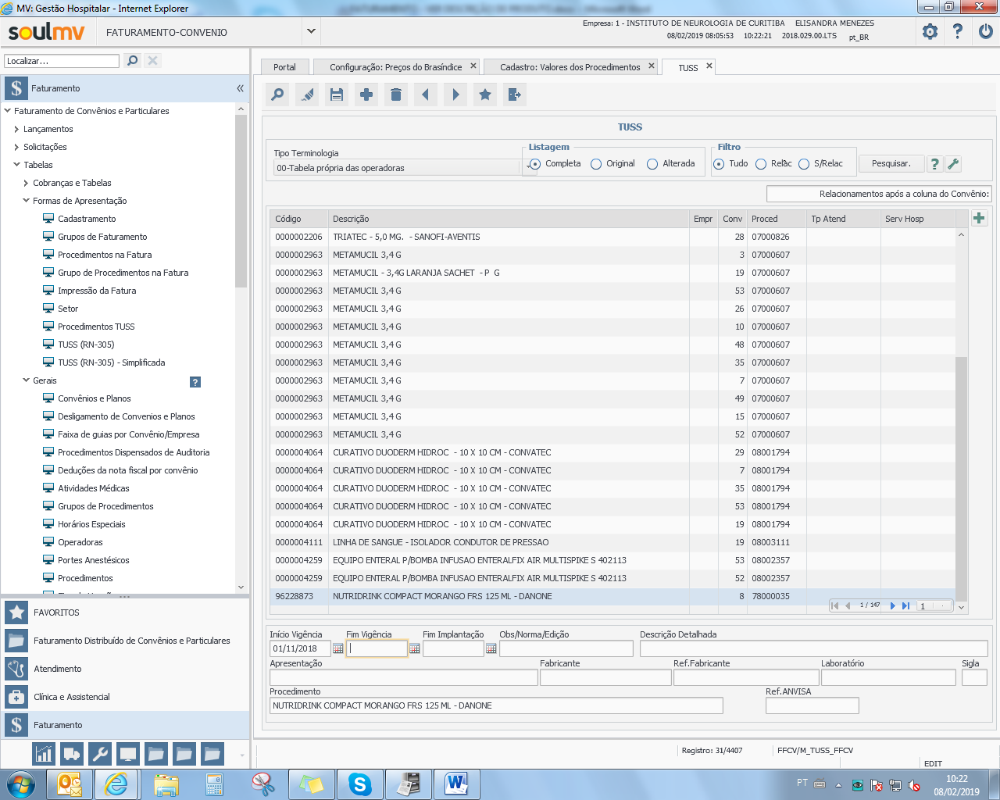 MV: Gestão Hospitalar - Internet Explorer
soulmv
FATURAMENTO-CONVENIO
Empresa: 1 - INSTITUTO DE NEUROLOGIA DE CURITIBA ELISANDRA MENEZES
08/02/2019 08:05:53 10:22:21 2018.029.00.LTS pt_BR
Localizar...
Portal
Configuração: Preços do Brasíndice
Cadastro: Valores dos Procedimentos
TUSS
Faturamento
Faturamento de Convênios e Particulares
Lançamentos
Solicitações
Tabelas
Cobranças e Tabelas
Formas de Apresentação
Cadastramento
Grupos de Faturamento
Procedimentos na Fatura
Grupo de Procedimentos na Fatura
Impressão da Fatura
Setor
Procedimentos TUSS
TUSS (RN-305)
TUSS (RN-305) - Simplificada
Gerais
Convênios e Planos
Desligamento de Convenios e Planos
Faixa de guias por Convênio/Empresa
Procedimentos Dispensados de Auditoria
Deduções da nota fiscal por convênio
Atividades Médicas
Grupos de Procedimentos
Horários Especiais
Operadoras
Portes Anestésicos
Procedimentos
FAVORITOS
Faturamento Distribuído de Convênios e Particulares
Atendimento
Clínica e Assistencial
Faturamento
TUSS
Tipo Terminologia
00-Tabela própria das operadoras
Listagem
Completa Original Alterada
Filtro
Tudo Relac S/Relac
Pesquisar.
Relacionamentos após a coluna do Convênio:
Código Descrição Empr Conv Proced Tp Atend Serv Hosp
0000002206 TRIATEC - 5,0 MG. - SANOFI-AVENTIS 28 07000826
0000002963 METAMUCIL 3,4 G 3 07000607
0000002963 METAMUCIL - 3,4G LARANJA SACHET - P G 19 07000607
0000002963 METAMUCIL 3,4 G 53 07000607
0000002963 METAMUCIL 3,4 G 26 07000607
0000002963 METAMUCIL 3,4 G 10 07000607
0000002963 METAMUCIL 3,4 G 48 07000607
0000002963 METAMUCIL 3,4 G 35 07000607
0000002963 METAMUCIL 3,4 G 7 07000607
0000002963 METAMUCIL 3,4 G 49 07000607
0000002963 METAMUCIL 3,4 G 15 07000607
0000002963 METAMUCIL 3,4 G 52 07000607
0000004064 CURATIVO DUODERM HIDROC - 10 X 10 CM - CONVATEC 29 08001794
0000004064 CURATIVO DUODERM HIDROC - 10 X 10 CM - CONVATEC 7 08001794
0000004064 CURATIVO DUODERM HIDROC - 10 X 10 CM - CONVATEC 35 08001794
0000004064 CURATIVO DUODERM HIDROC - 10 X 10 CM - CONVATEC 53 08001794
0000004064 CURATIVO DUODERM HIDROC - 10 X 10 CM - CONVATEC 19 08001794
0000004111 LINHA DE SANGUE - ISOLADOR CONDUTOR DE PRESSAO 19 08003111
0000004259 EQUIPO ENTERAL P/BOMBA INFUSAO ENTERALFIX AIR MULTISPIKE S 402113 53 08002357
0000004259 EQUIPO ENTERAL P/BOMBA INFUSAO ENTERALFIX AIR MULTISPIKE S 402113 52 08002357
96228873 NUTRIDRINK COMPACT MORANGO FRS 125 ML - DANONE 8 78000035
1 / 147 1
Início Vigência Fim Vigência Fim Implantação Obs/Norma/Edição Descrição Detalhada
01/11/2018
Apresentação Fabricante Ref.Fabricante Laboratório Sigla
Procedimento Ref.ANVISA
NUTRIDRINK COMPACT MORANGO FRS 125 ML - DANONE
Registro: 31/4407 FFCV/M_TUSS_FFCV
EDIT
PT
10:22
08/02/2019